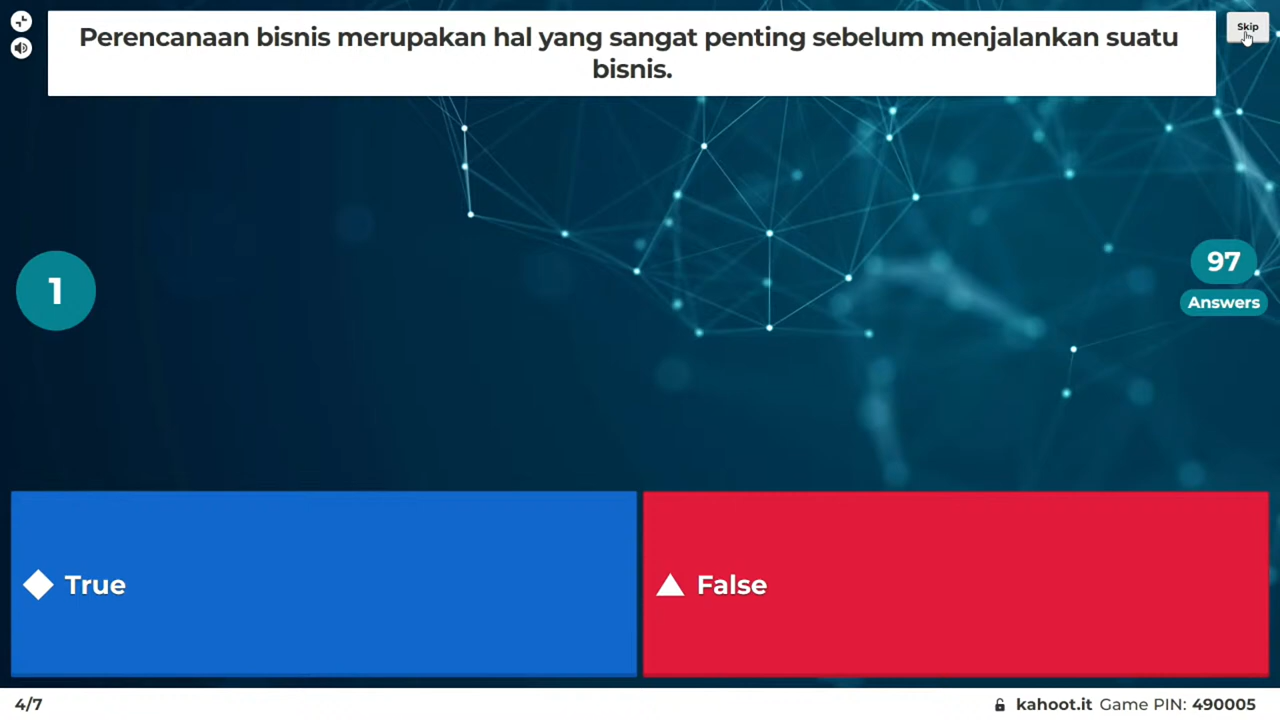 Perencanaan bisnis merupakan hal yang sangat penting sebelum menjalankan suatu
bisnis.
Skip
1
97
Answers
True
False
4/7
kahoot.it Game PIN: 490005